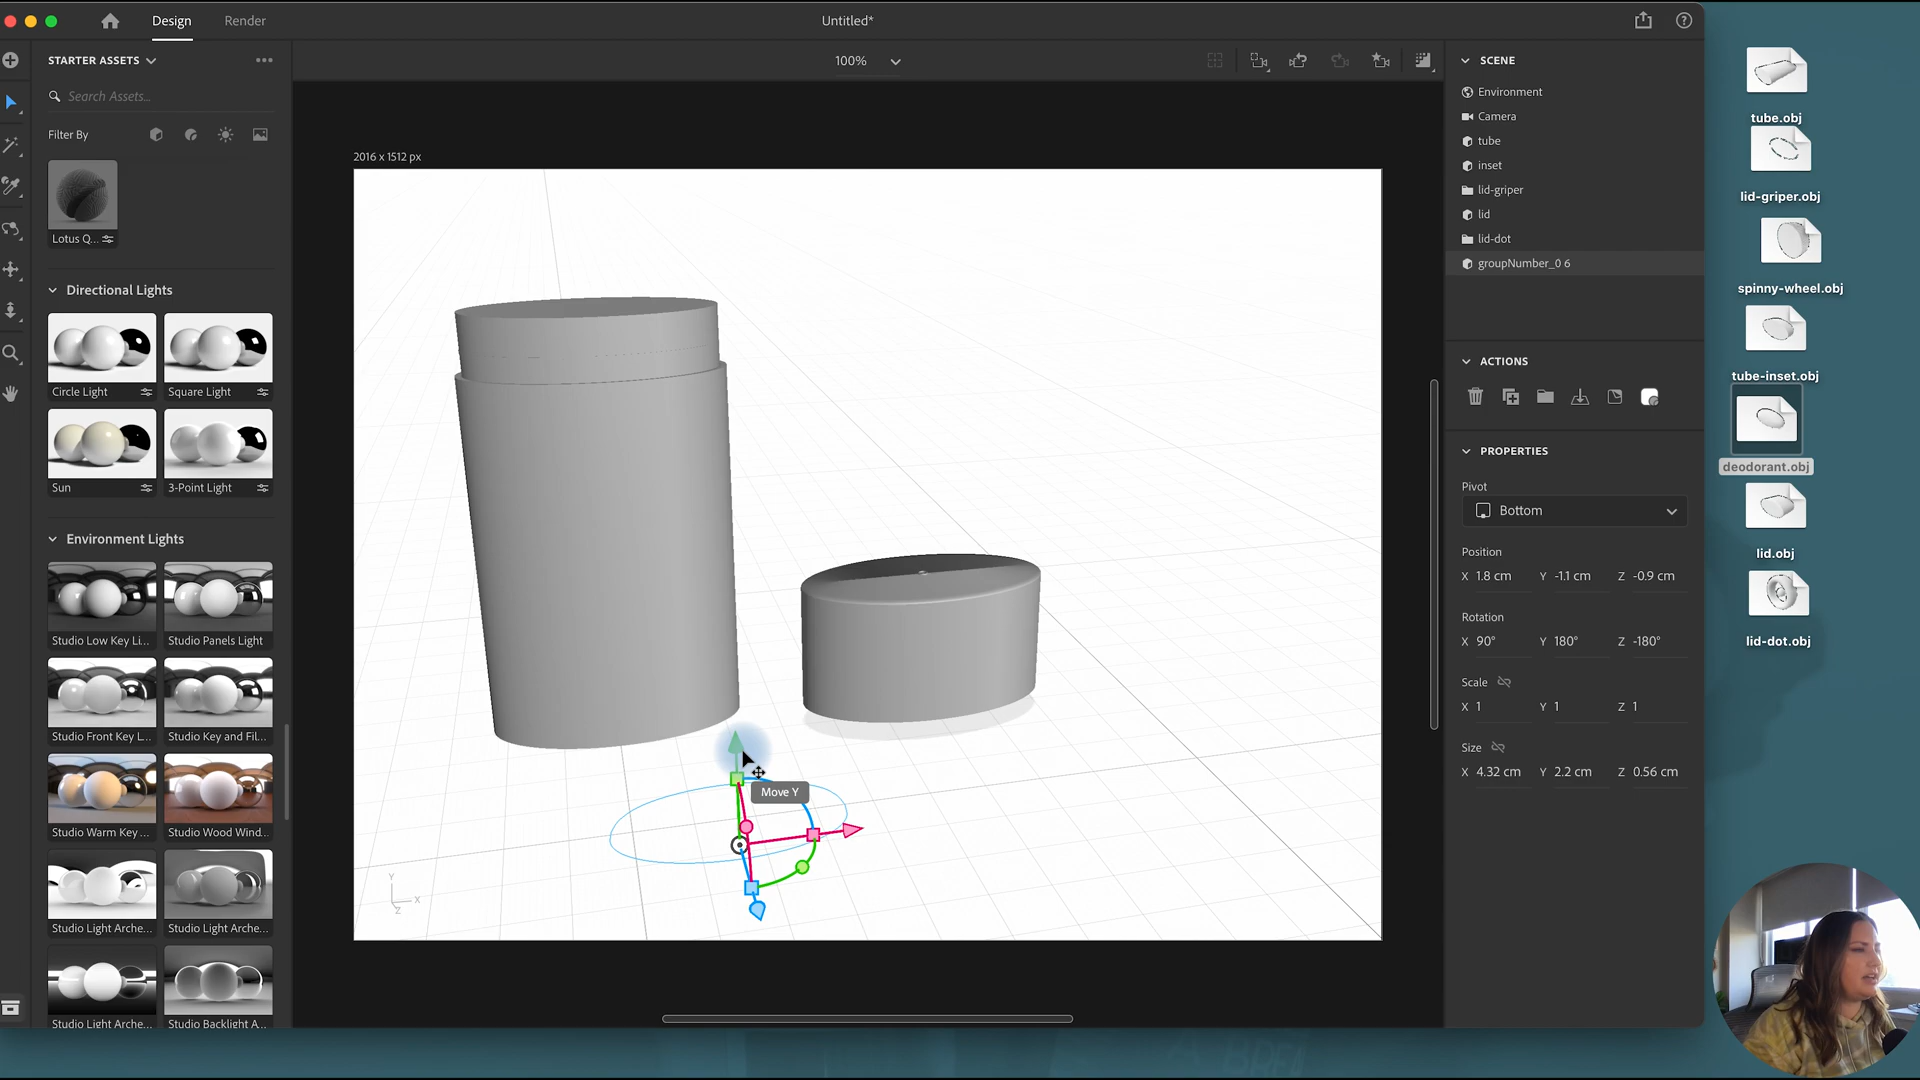 Design
Render
Untitled*
STARTER ASSETS
Search Assets...
Filter By
Lotus Q...
Directional Lights
Circle Light
Square Light
Sun
3-Point Light
Environment Lights
Studio Low Key Li...
Studio Panels Light
Studio Front Key L...
Studio Key and Fil...
Studio Warm Key ...
Studio Wood Wind...
Studio Light Arche...
Studio Light Arche...
Studio Light Arche...
Studio Backlight A...
100%
2016 x 1512 px
Move Y
Y
X
Z
SCENE
Environment
Camera
tube
inset
lid-griper
lid
lid-dot
groupNumber_0 6
ACTIONS
PROPERTIES
Pivot
Bottom
Position
X 1.8 cm Y -1.1 cm Z -0.9 cm
Rotation
X 90° Y 180° Z -180°
Scale
X 1 Y 1 Z 1
Size
X 4.32 cm Y 2.2 cm Z 0.56 cm
tube.obj
lid-griper.obj
spinny-wheel.obj
tube-inset.obj
deodorant.obj
lid.obj
lid-dot.obj